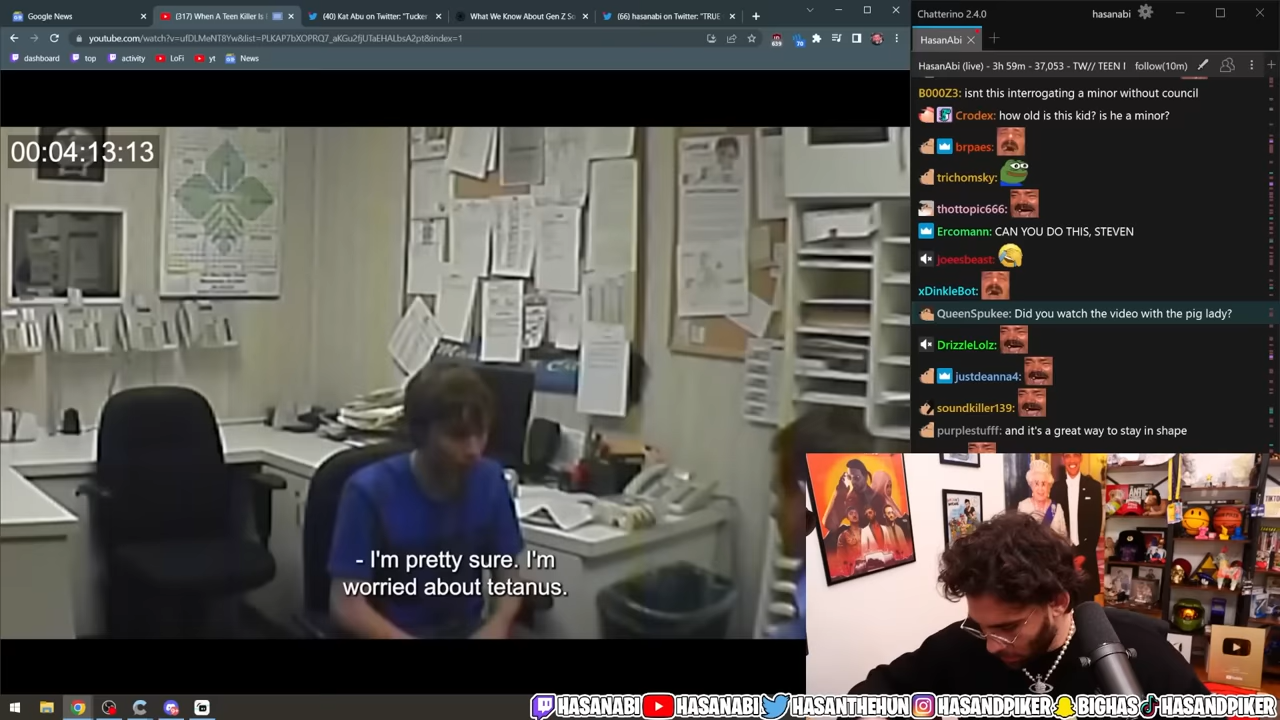 Google News
(317) When A Teen Killer Is
(40) Kat Abu on Twitter: "Tucker
What We Know About Gen Z So
(66) hasanabi on Twitter: "TRUE
youtube.com/watch?v=ufDLMeNT8Yw&list=PLKAP7bXOPRQ7_aKGu2fjUTaEHALbsA2pt&index=1
639
76
dashboard
top
activity
LoFi
yt
News
00:04:13:13
- I'm pretty sure. I'm
worried about tetanus.
Chatterino 2.4.0
hasanabi
HasanAbi
HasanAbi (live) - 3h 59m - 37,053 - TW// TEEN I
follow(10m)
B000Z3: isnt this interrogating a minor without council
Crodex: how old is this kid? is he a minor?
brpaes:
trichomsky:
thottopic666:
Ercomann: CAN YOU DO THIS, STEVEN
joeesbeast:
xDinkleBot:
QueenSpukee: Did you watch the video with the pig lady?
DrizzleLolz:
justdeanna4:
soundkiller139:
purplestufff: and it's a great way to stay in shape
HASANABI
HASANABI
HASANTHEHUN
HASANDPIKER
BIGHAS
HASANDPIKER